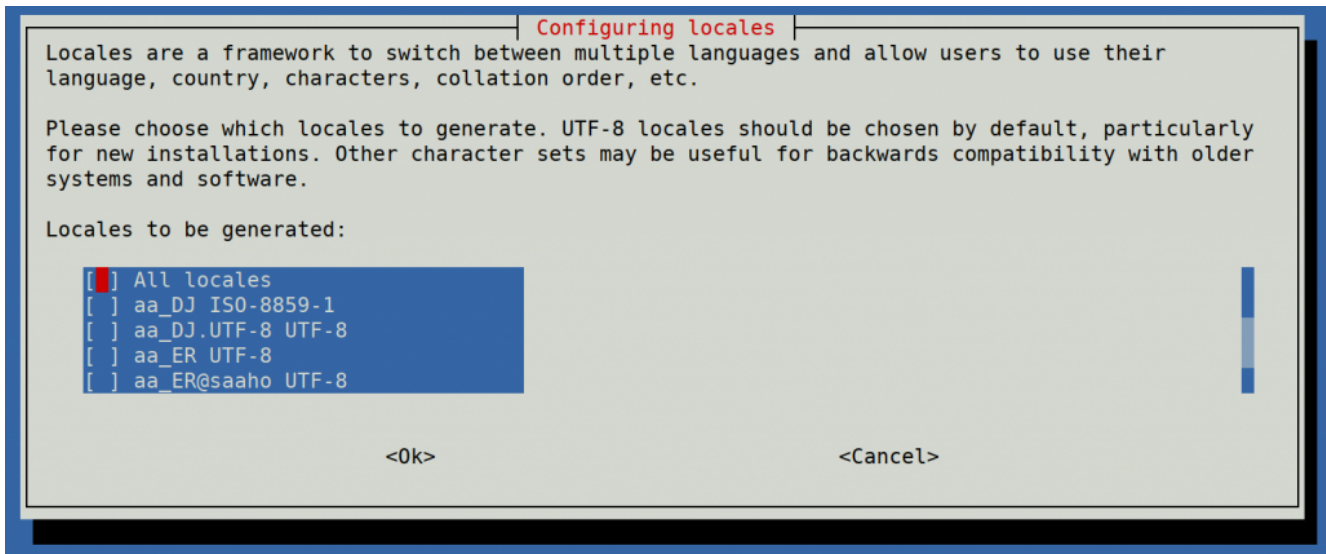 Configuring locales
Locales are a framework to switch between multiple languages and allow users to use their
language, country, characters, collation order, etc.
Please choose which locales to generate. UTF-8 locales should be chosen by default, particularly
for new installations. Other character sets may be useful for backwards compatibility with older
systems and software.
Locales to be generated:
[ ] All locales
[ ] aa_DJ ISO-8859-1
[ ] aa_DJ.UTF-8 UTF-8
[ ] aa_ER UTF-8
[ ] aa_ER@saaho UTF-8
<Ok> <Cancel>